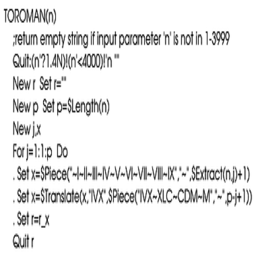 TOROMAN(n)
;return empty string if input parameter 'n' is not in 1-3999
Quit:(n'?1.4N)!(n'<4000)!'n ""
New r Set r=""
New p Set p=$Length(n)
New j,x
For j=1:1:p Do
. Set x=$Piece("~I~II~III~IV~V~VI~VII~VIII~IX","~",$Extract(n,j)+1)
. Set x=$Translate(x,"IVX",$Piece("IVX~XLC~CDM~M","~",p-j+1))
. Set r=r_x
Quit r